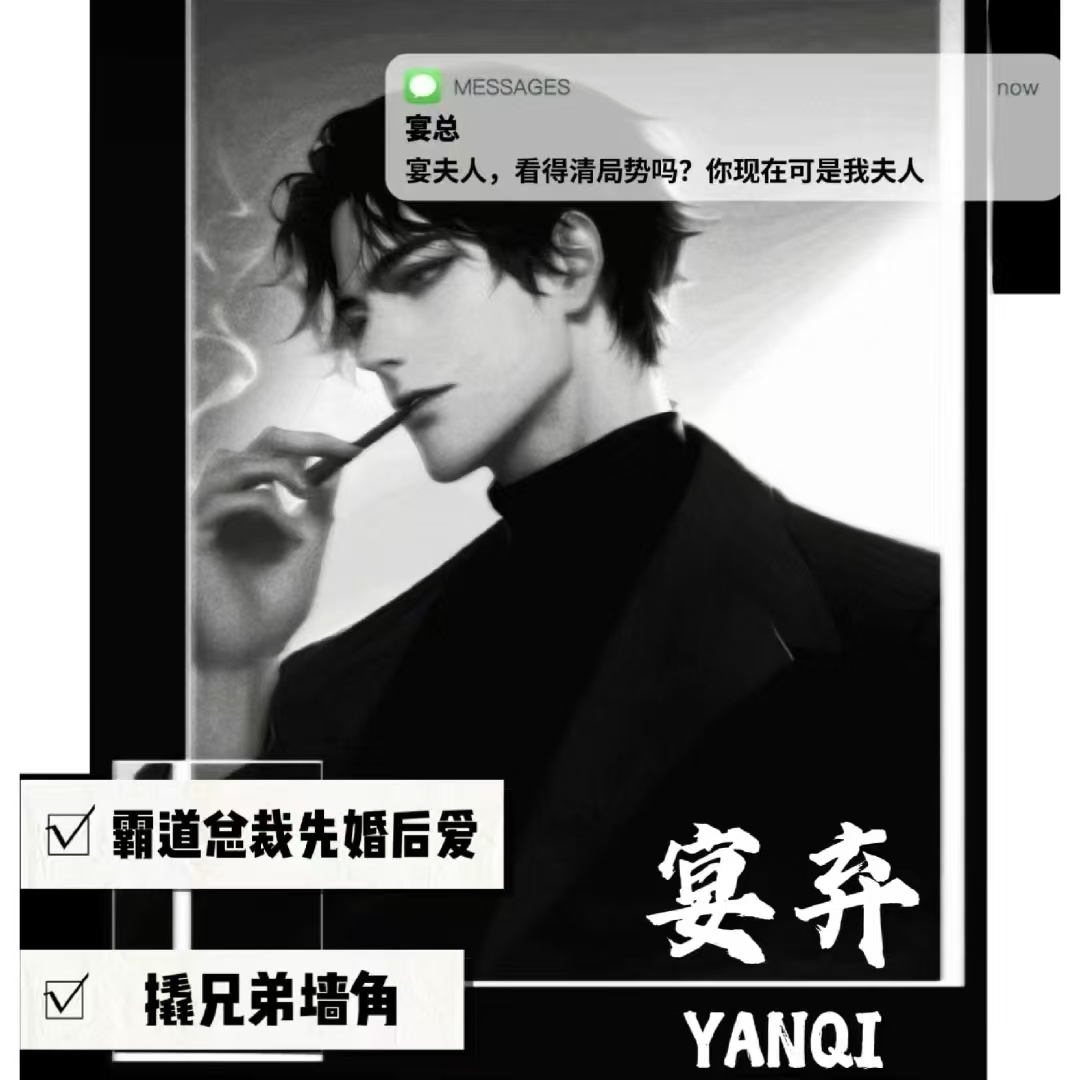 MESSAGES now
宴总
宴夫人，看得清局势吗？你现在可是我夫人
霸道总裁先婚后爱
撬兄弟墙角
宴弃
YANQI